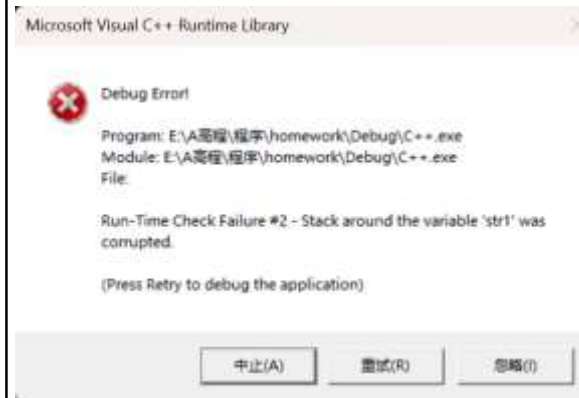 Microsoft Visual C++ Runtime Library
Debug Error!
Program: E:\A高程\程序\homework\Debug\C++.exe
Module: E:\A高程\程序\homework\Debug\C++.exe
File:
Run-Time Check Failure #2 - Stack around the variable 'str1' was
corrupted.
(Press Retry to debug the application)
中止(A) 重试(R) 忽略(I)